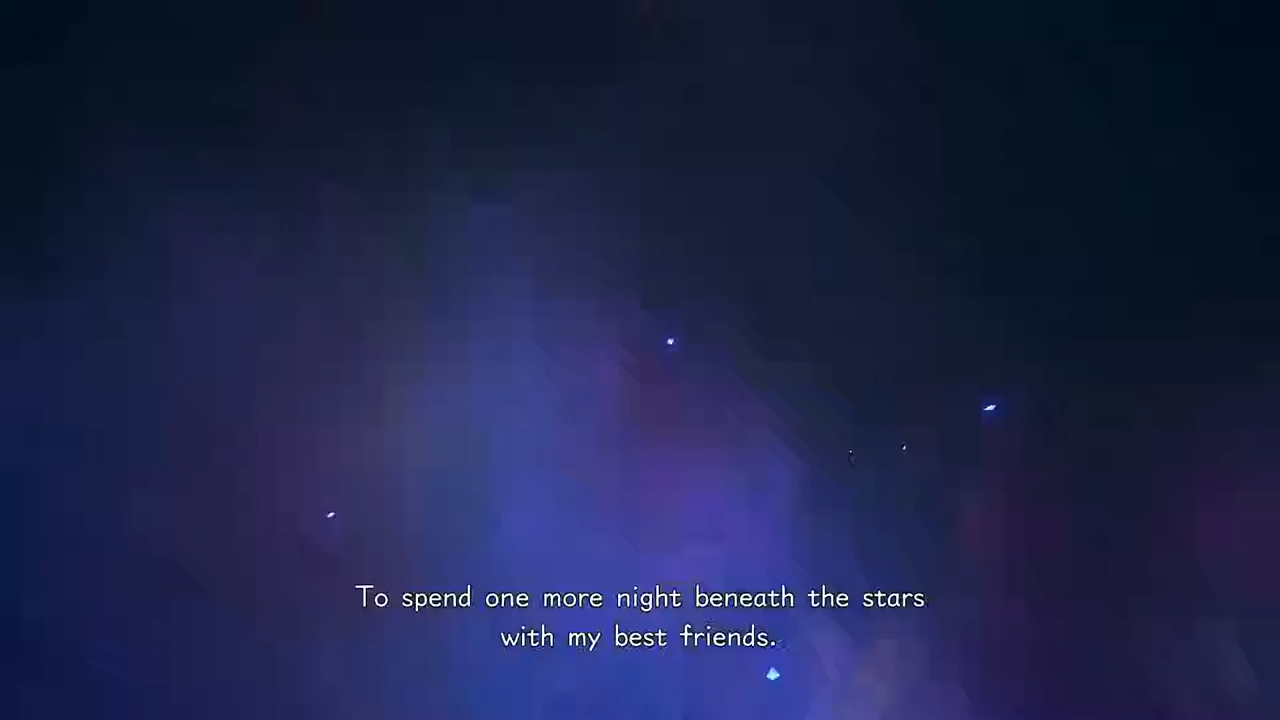 To spend one more night beneath the stars
with my best friends.